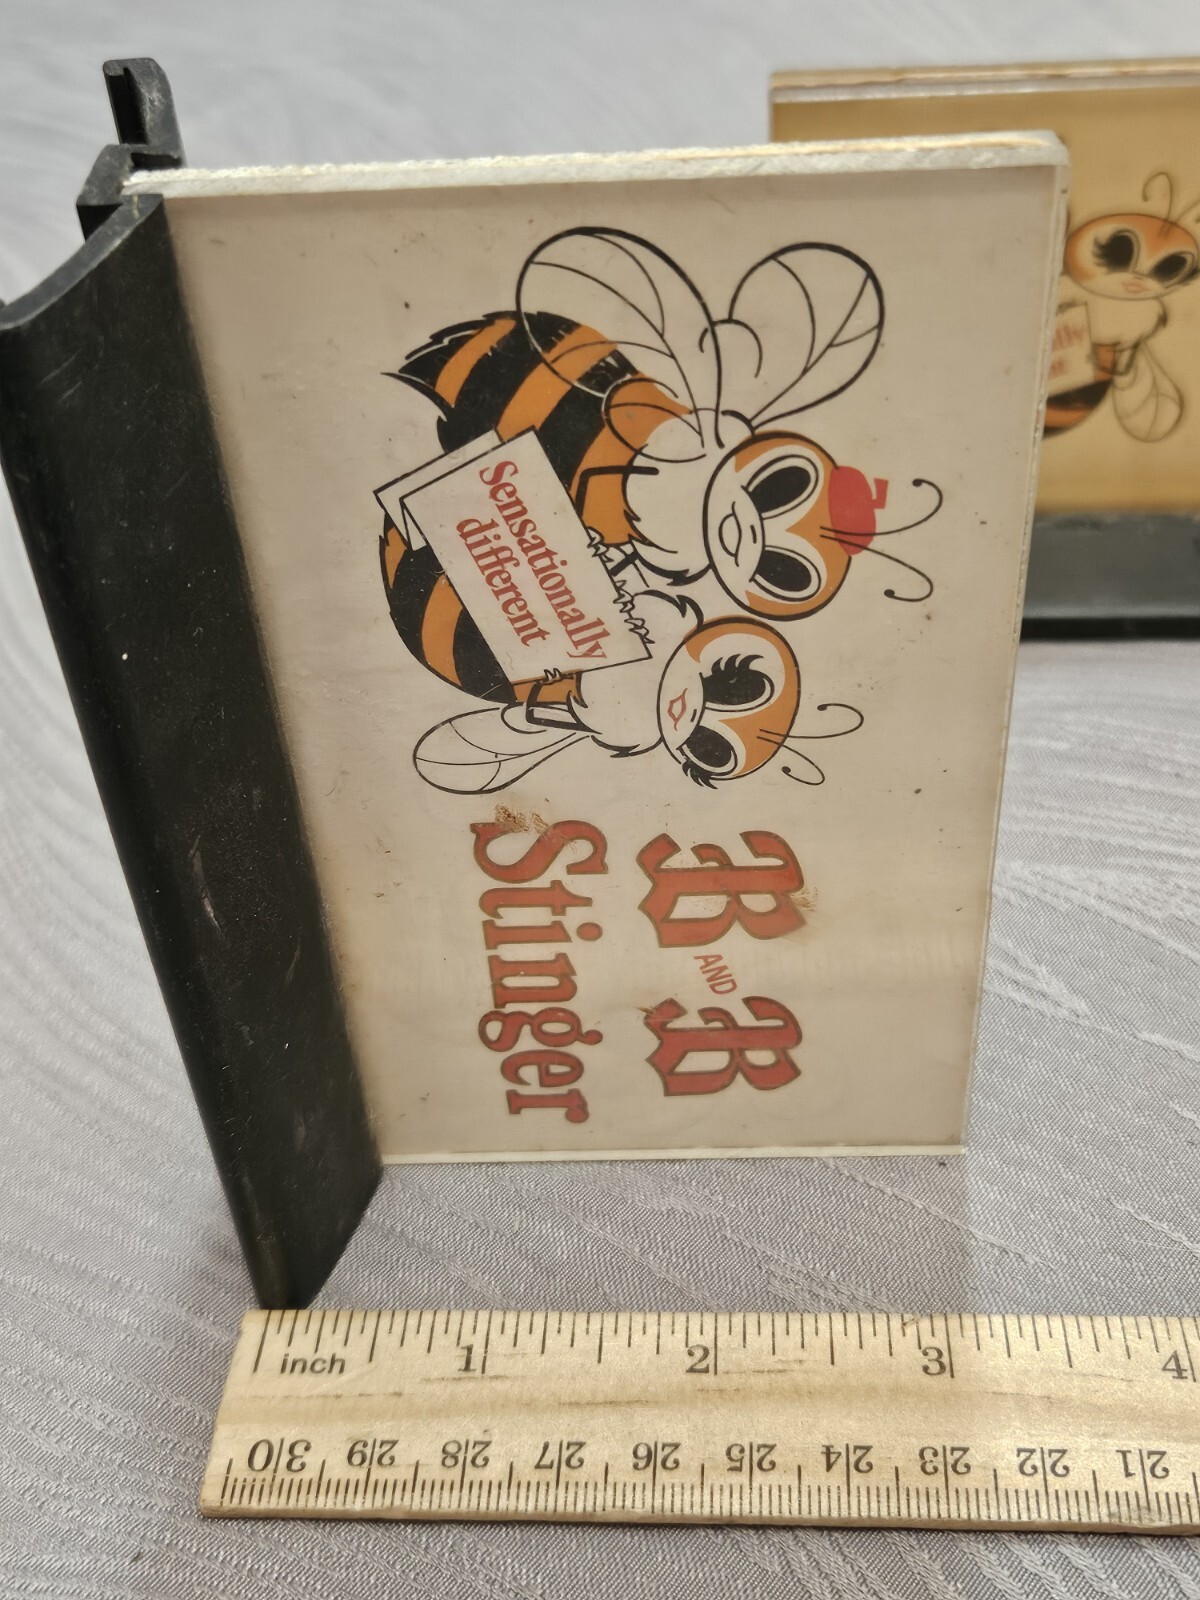 Sensationally
different
B AND B
Stinger
inch 1 2 3 4
30 29 28 27 26 25 24 23 22 21